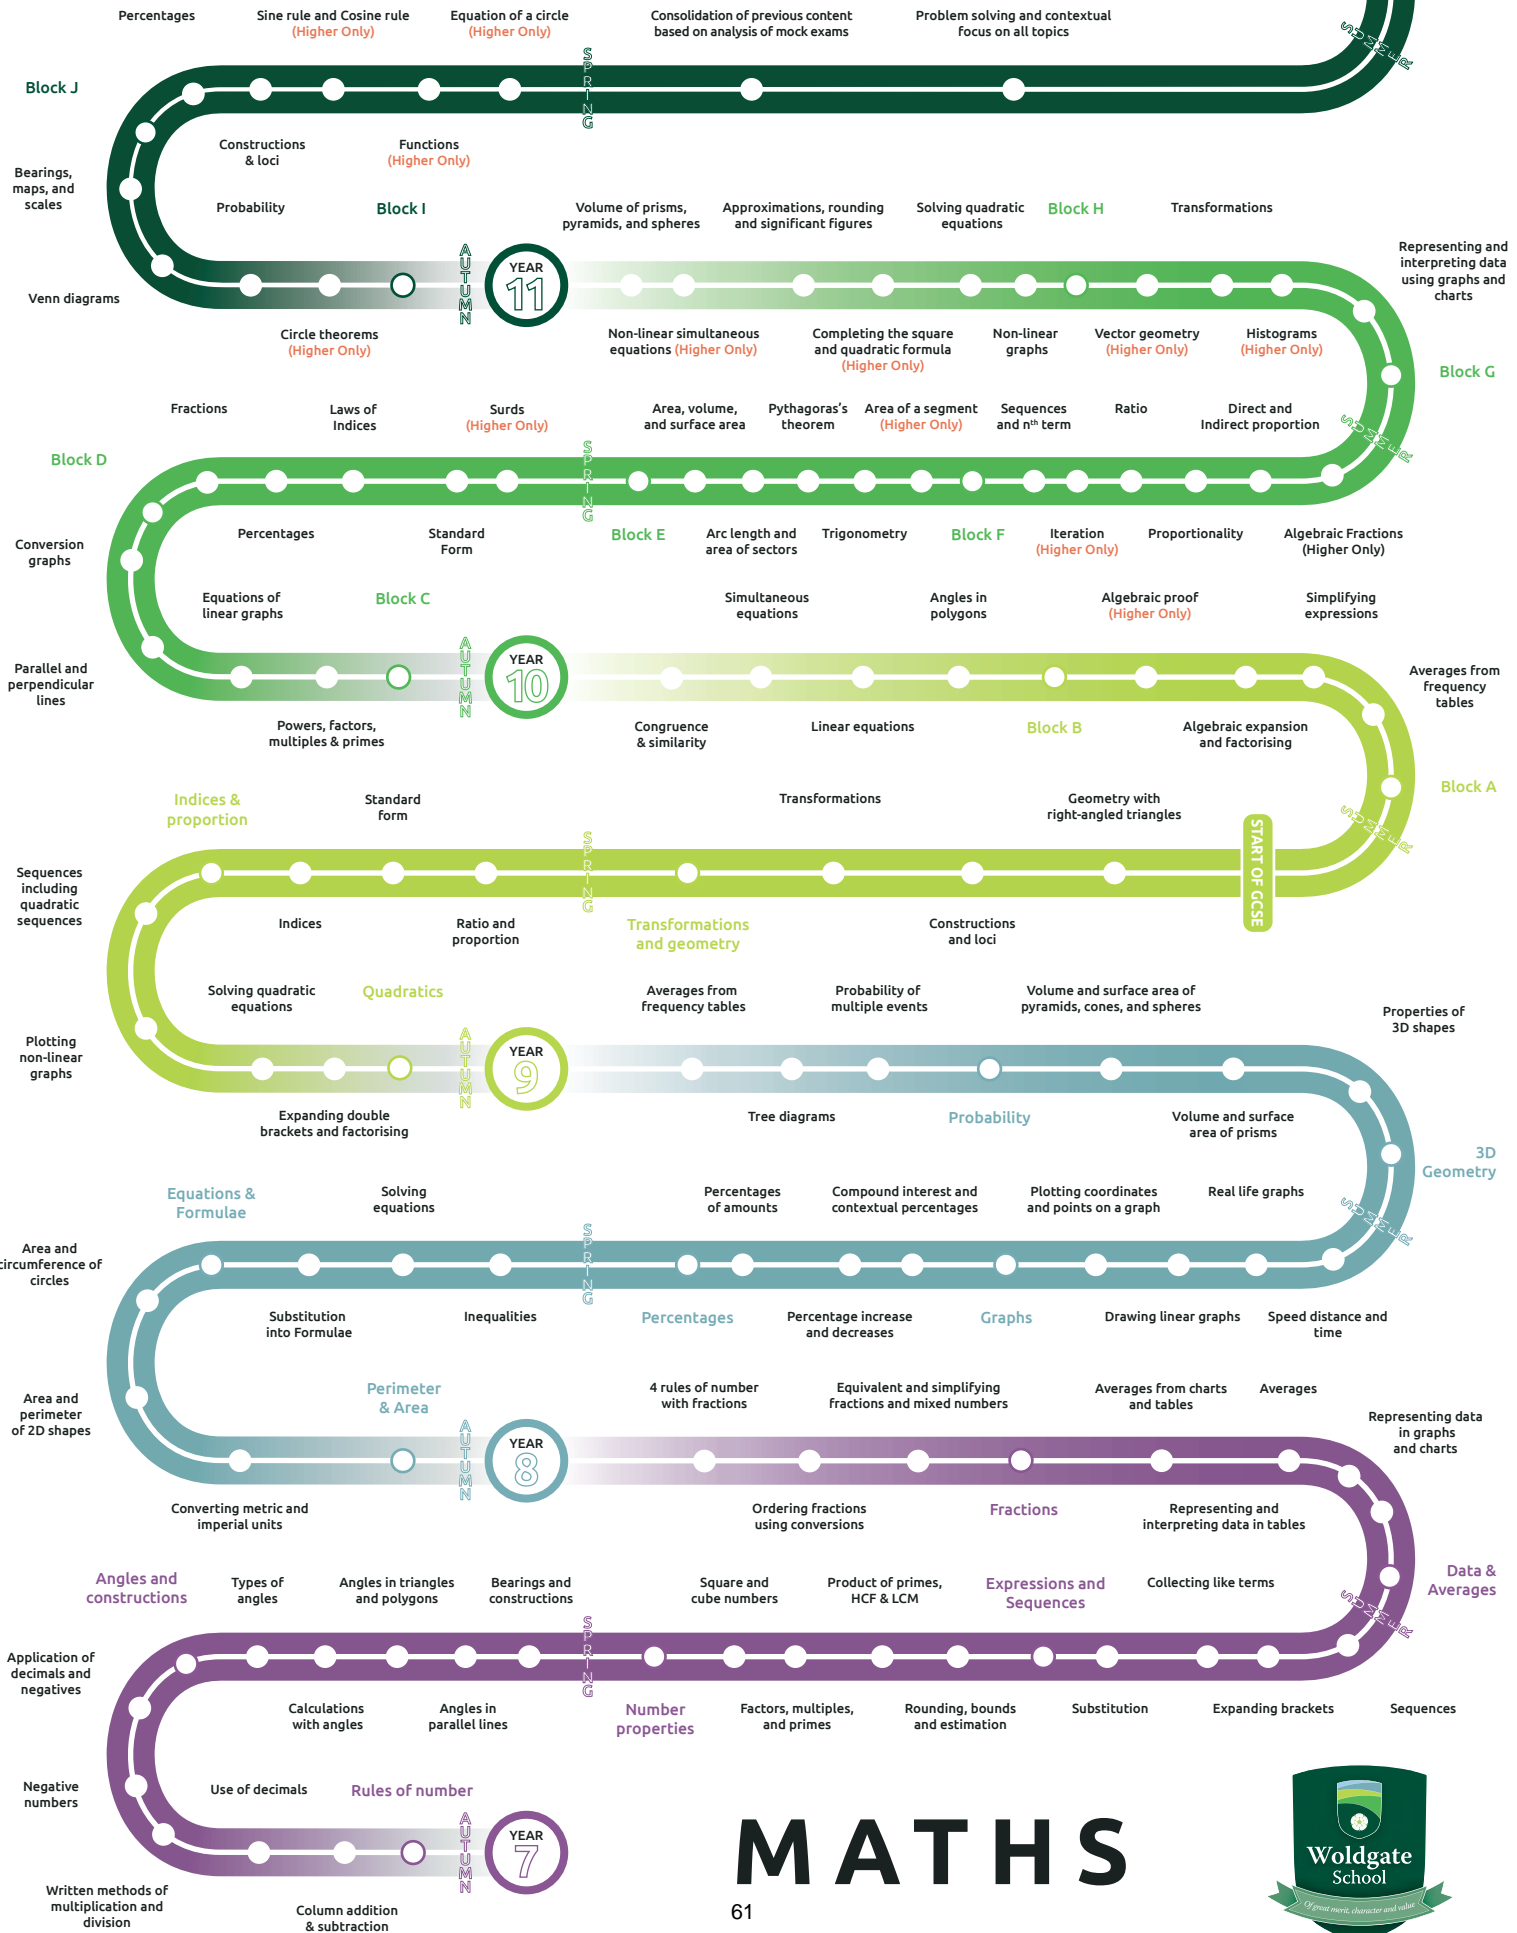 Percentages
Sine rule and Cosine rule
(Higher Only)
Equation of a circle
(Higher Only)
Consolidation of previous content
based on analysis of mock exams
Problem solving and contextual
focus on all topics
SUMMER
SPRING
Block J
Constructions
& loci
Functions
(Higher Only)
Bearings,
maps, and
scales
Probability
Block I
Volume of prisms,
pyramids, and spheres
Approximations, rounding
and significant figures
Solving quadratic
equations
Block H
Transformations
Representing and
interpreting data
using graphs and
charts
Venn diagrams
AUTUMN
YEAR
11
Circle theorems
(Higher Only)
Non-linear simultaneous
equations (Higher Only)
Completing the square
and quadratic formula
(Higher Only)
Non-linear
graphs
Vector geometry
(Higher Only)
Histograms
(Higher Only)
Block G
Fractions
Laws of
Indices
Surds
(Higher Only)
Area, volume,
and surface area
Pythagoras's
theorem
Area of a segment
(Higher Only)
Sequences
and nth term
Ratio
Direct and
Indirect proportion
SUMMER
SPRING
Block D
Conversion
graphs
Percentages
Standard
Form
Block E
Arc length and
area of sectors
Trigonometry
Block F
Iteration
(Higher Only)
Proportionality
Algebraic Fractions
(Higher Only)
Equations of
linear graphs
Block C
Simultaneous
equations
Angles in
polygons
Algebraic proof
(Higher Only)
Simplifying
expressions
AUTUMN
YEAR
10
Parallel and
perpendicular
lines
Averages from
frequency
tables
Powers, factors,
multiples & primes
Congruence
& similarity
Linear equations
Block B
Algebraic expansion
and factorising
Block A
Indices &
proportion
Standard
form
Transformations
Geometry with
right-angled triangles
START OF GCSE
SUMMER
SPRING
Sequences
including
quadratic
sequences
Indices
Ratio and
proportion
Transformations
and geometry
Constructions
and loci
Solving quadratic
equations
Quadratics
Averages from
frequency tables
Probability of
multiple events
Volume and surface area of
pyramids, cones, and spheres
Properties of
3D shapes
Plotting
non-linear
graphs
AUTUMN
YEAR
9
Expanding double
brackets and factorising
Tree diagrams
Probability
Volume and surface
area of prisms
3D
Geometry
Equations &
Formulae
Solving
equations
Percentages
of amounts
Compound interest and
contextual percentages
Plotting coordinates
and points on a graph
Real life graphs
SUMMER
SPRING
Area and
circumference of
circles
Substitution
into Formulae
Inequalities
Percentages
Percentage increase
and decreases
Graphs
Drawing linear graphs
Speed distance and
time
Area and
perimeter
of 2D shapes
Perimeter
& Area
4 rules of number
with fractions
Equivalent and simplifying
fractions and mixed numbers
Averages from charts
and tables
Averages
Representing data
in graphs
and charts
AUTUMN
YEAR
8
Converting metric and
imperial units
Ordering fractions
using conversions
Fractions
Representing and
interpreting data in tables
Data &
Averages
Angles and
constructions
Types of
angles
Angles in triangles
and polygons
Bearings and
constructions
Square and
cube numbers
Product of primes,
HCF & LCM
Expressions and
Sequences
Collecting like terms
SUMMER
SPRING
Application of
decimals and
negatives
Calculations
with angles
Angles in
parallel lines
Number
properties
Factors, multiples,
and primes
Rounding, bounds
and estimation
Substitution
Expanding brackets
Sequences
Negative
numbers
Use of decimals
Rules of number
AUTUMN
YEAR
7
Written methods of
multiplication and
division
Column addition
& subtraction
MATHS
61
Woldgate
School
Of great merit, character and value